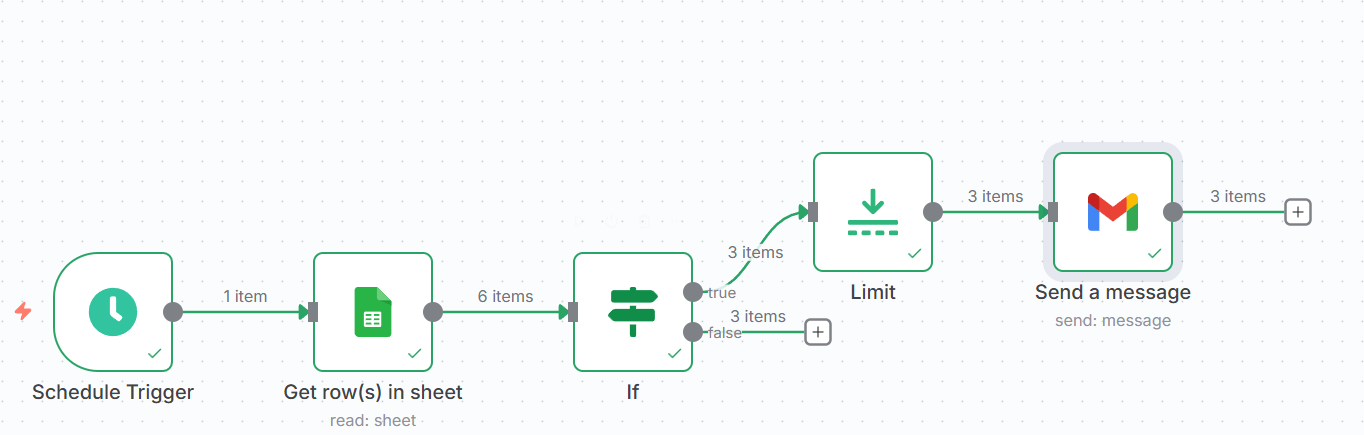 3 items
3 items
3 items
true
1 item
6 items
3 items
false
Limit
Send a message
send: message
Schedule Trigger
Get row(s) in sheet
read: sheet
If